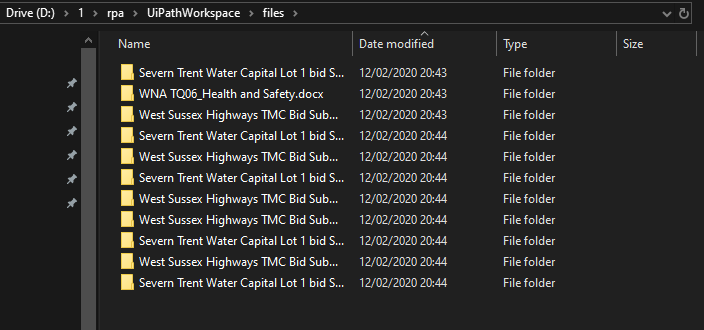 Drive (D:) › 1 › rpa › UiPathWorkspace › files ›
Name Date modified Type Size
Severn Trent Water Capital Lot 1 bid S... 12/02/2020 20:43 File folder
WNA TQ06_Health and Safety.docx 12/02/2020 20:43 File folder
West Sussex Highways TMC Bid Sub... 12/02/2020 20:43 File folder
Severn Trent Water Capital Lot 1 bid S... 12/02/2020 20:44 File folder
West Sussex Highways TMC Bid Sub... 12/02/2020 20:44 File folder
Severn Trent Water Capital Lot 1 bid S... 12/02/2020 20:44 File folder
West Sussex Highways TMC Bid Sub... 12/02/2020 20:44 File folder
West Sussex Highways TMC Bid Sub... 12/02/2020 20:44 File folder
Severn Trent Water Capital Lot 1 bid S... 12/02/2020 20:44 File folder
West Sussex Highways TMC Bid Sub... 12/02/2020 20:44 File folder
Severn Trent Water Capital Lot 1 bid S... 12/02/2020 20:44 File folder